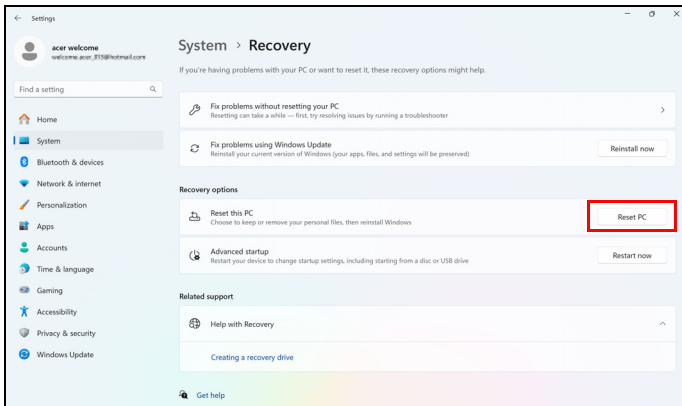 Settings
acer welcome
welcome.acer_815@hotmail.com
Find a setting
Home
System
Bluetooth & devices
Network & internet
Personalization
Apps
Accounts
Time & language
Gaming
Accessibility
Privacy & security
Windows Update
System > Recovery
If you're having problems with your PC or want to reset it, these recovery options might help.
Fix problems without resetting your PC
Resetting can take a while — first, try resolving issues by running a troubleshooter
Fix problems using Windows Update
Reinstall your current version of Windows (your apps, files, and settings will be preserved)
Reinstall now
Recovery options
Reset this PC
Choose to keep or remove your personal files, then reinstall Windows
Reset PC
Advanced startup
Restart your device to change startup settings, including starting from a disc or USB drive
Restart now
Related support
Help with Recovery
Creating a recovery drive
Get help